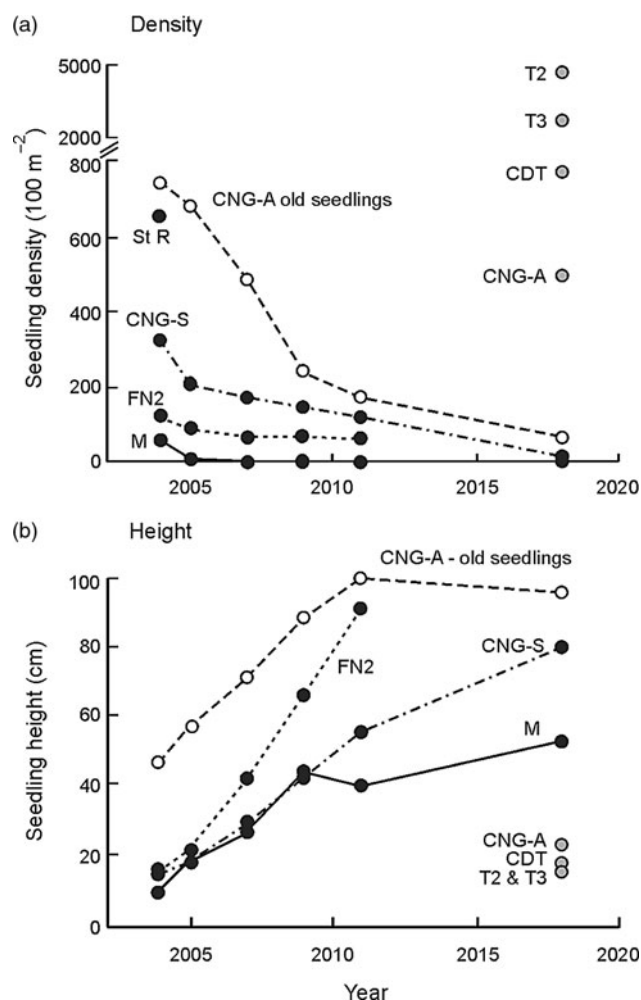 (a) Density
5000
2000
800
600
400
200
0
Seedling density (100 m⁻²)
T2
T3
CDT
CNG-A
CNG-A old seedlings
St R
CNG-S
FN2
M
2005 2010 2015 2020
(b) Height
CNG-A - old seedlings
100
80
60
40
20
0
Seedling height (cm)
CNG-S
FN2
M
CNG-A
CDT
T2 & T3
2005 2010 2015 2020
Year